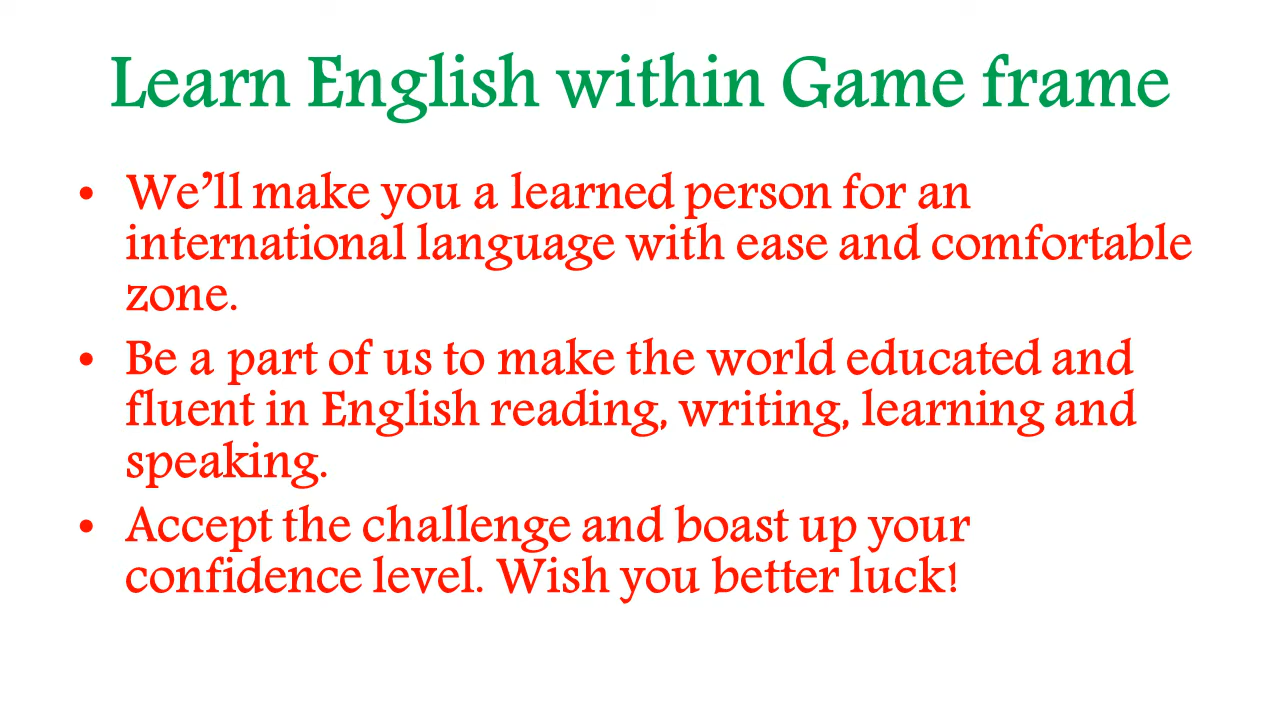 Learn English within Game frame
• We’ll make you a learned person for an
international language with ease and comfortable
zone.
• Be a part of us to make the world educated and
fluent in English reading, writing, learning and
speaking.
• Accept the challenge and boast up your
confidence level. Wish you better luck!